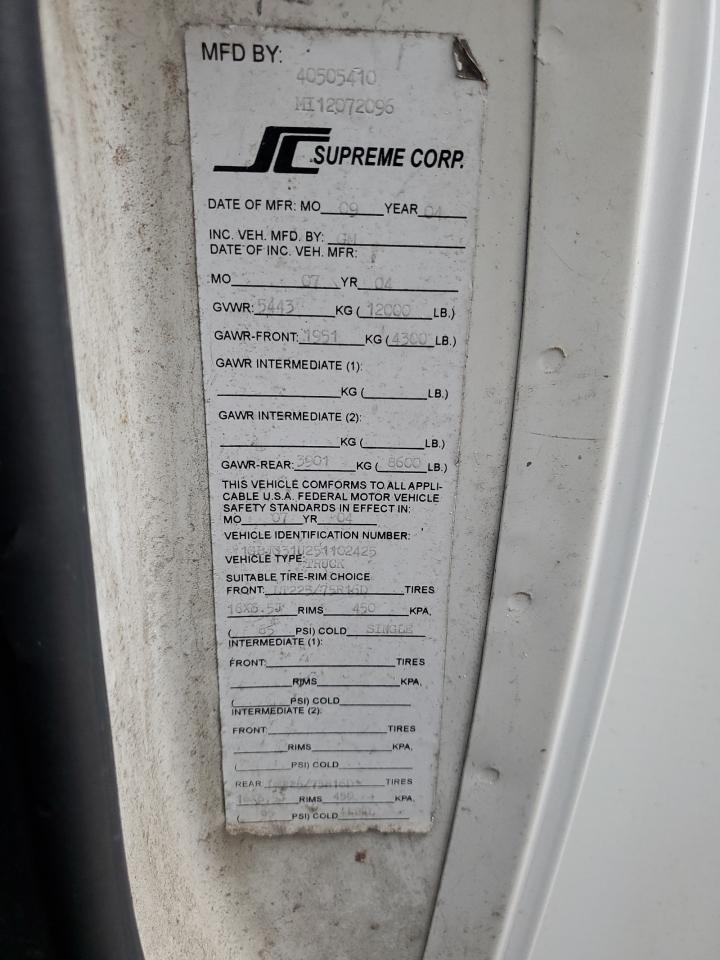 MFD BY:
40505410
MI12072096
SC SUPREME CORP.
DATE OF MFR: MO 09 YEAR 04
INC. VEH. MFD. BY: GM
DATE OF INC. VEH. MFR:
MO 07 YR 04
GVWR: 5443 KG ( 12000 LB.)
GAWR-FRONT: 1951 KG ( 4300 LB.)
GAWR INTERMEDIATE (1):
KG ( LB.)
GAWR INTERMEDIATE (2):
KG ( LB.)
GAWR-REAR: 3901 KG ( 8600 LB.)
THIS VEHICLE COMFORMS TO ALL APPLI-
CABLE U.S.A. FEDERAL MOTOR VEHICLE
SAFETY STANDARDS IN EFFECT IN:
MO 07 YR 04
VEHICLE IDENTIFICATION NUMBER:
VEHICLE TYPE: TRUCK
SUITABLE TIRE-RIM CHOICE
FRONT: LT225/75R16D TIRES
16X6.5J RIMS 450 KPA,
( 65 PSI) COLD SINGLE
INTERMEDIATE (1):
FRONT: TIRES
RIMS KPA,
( PSI) COLD
INTERMEDIATE (2):
FRONT: TIRES
RIMS KPA,
( PSI) COLD
REAR: TIRES
RIMS 450 KPA,
( PSI) COLD